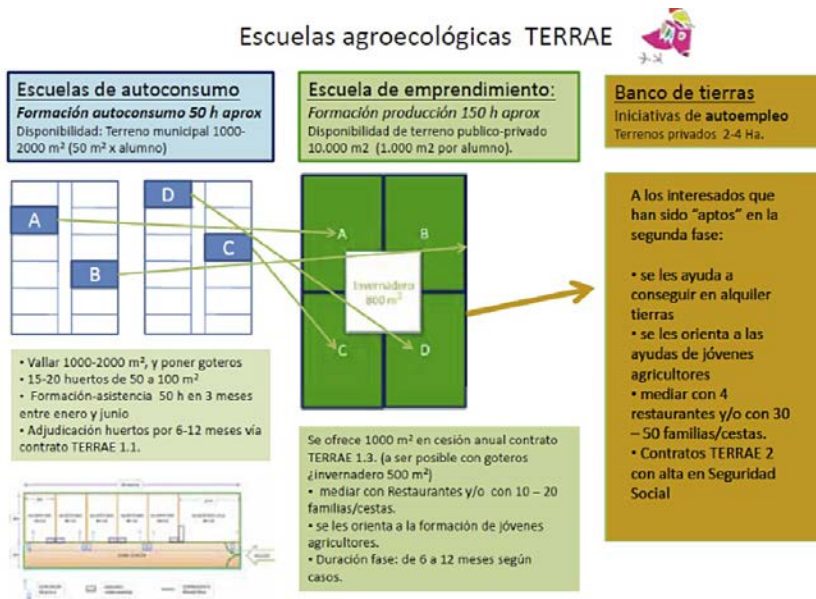 Escuelas agroecológicas TERRAE
Escuelas de autoconsumo
Formación autoconsumo 50 h aprox
Disponibilidad: Terreno municipal 1000-
2000 m² (50 m² x alumno)
A
B
D
C
• Vallar 1000-2000 m², y poner goteros
• 15-20 huertos de 50 a 100 m²
• Formación-asistencia 50 h en 3 meses
entre enero y junio
• Adjudicación huertos por 6-12 meses vía
contrato TERRAE 1.1.
Escuela de emprendimiento:
Formación producción 150 h aprox
Disponibilidad de terreno publico-privado
10.000 m2 (1.000 m2 por alumno).
A
B
Invernadero
800 m²
C
D
Se ofrece 1000 m² en cesión anual contrato
TERRAE 1.3. (a ser posible con goteros
¿invernadero 500 m²)
• mediar con Restaurantes y/o con 10 – 20
familias/cestas.
• se les orienta a la formación de jóvenes
agricultores.
• Duración fase: de 6 a 12 meses según
casos.
Banco de tierras
Iniciativas de autoempleo
Terrenos privados 2-4 Ha.
A los interesados que
han sido "aptos" en la
segunda fase:
• se les ayuda a
conseguir en alquiler
tierras
• se les orienta a las
ayudas de jóvenes
agricultores
• mediar con 4
restaurantes y/o con 30
– 50 familias/cestas.
• Contratos TERRAE 2
con alta en Seguridad
Social